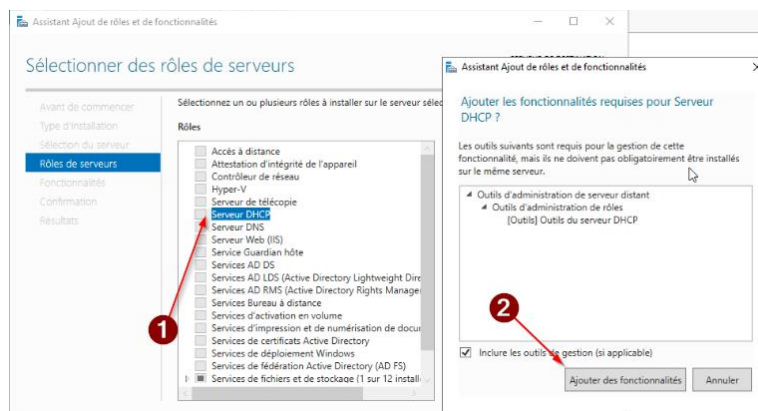 Assistant Ajout de rôles et de fonctionnalités
Sélectionner des rôles de serveurs
Avant de commencer
Type d'installation
Sélection du serveur
Rôles de serveurs
Fonctionnalités
Confirmation
Résultats
Sélectionnez un ou plusieurs rôles à installer sur le serveur
Rôles
Accès à distance
Attestation d'intégrité de l'appareil
Contrôleur de réseau
Hyper-V
Serveur de télécopie
Serveur DHCP
Serveur DNS
Serveur Web (IIS)
Service Guardian hôte
Services AD DS
Services AD LDS (Active Directory Lightweight Dire
Services AD RMS (Active Directory Rights Manage
Services Bureau à distance
Services d'activation en volume
Services d'impression et de numérisation de docu
Services de certificats Active Directory
Services de déploiement Windows
Services de fédération Active Directory (AD FS)
Services de fichiers et de stockage (1 sur 12 install
1
Assistant Ajout de rôles et de fonctionnalités
Ajouter les fonctionnalités requises pour Serveur
DHCP ?
Les outils suivants sont requis pour la gestion de cette
fonctionnalité, mais ils ne doivent pas obligatoirement être installés
sur le même serveur.
Outils d'administration de serveur distant
Outils d'administration de rôles
[Outils] Outils du serveur DHCP
2
Inclure les outils de gestion (si applicable)
Ajouter des fonctionnalités
Annuler